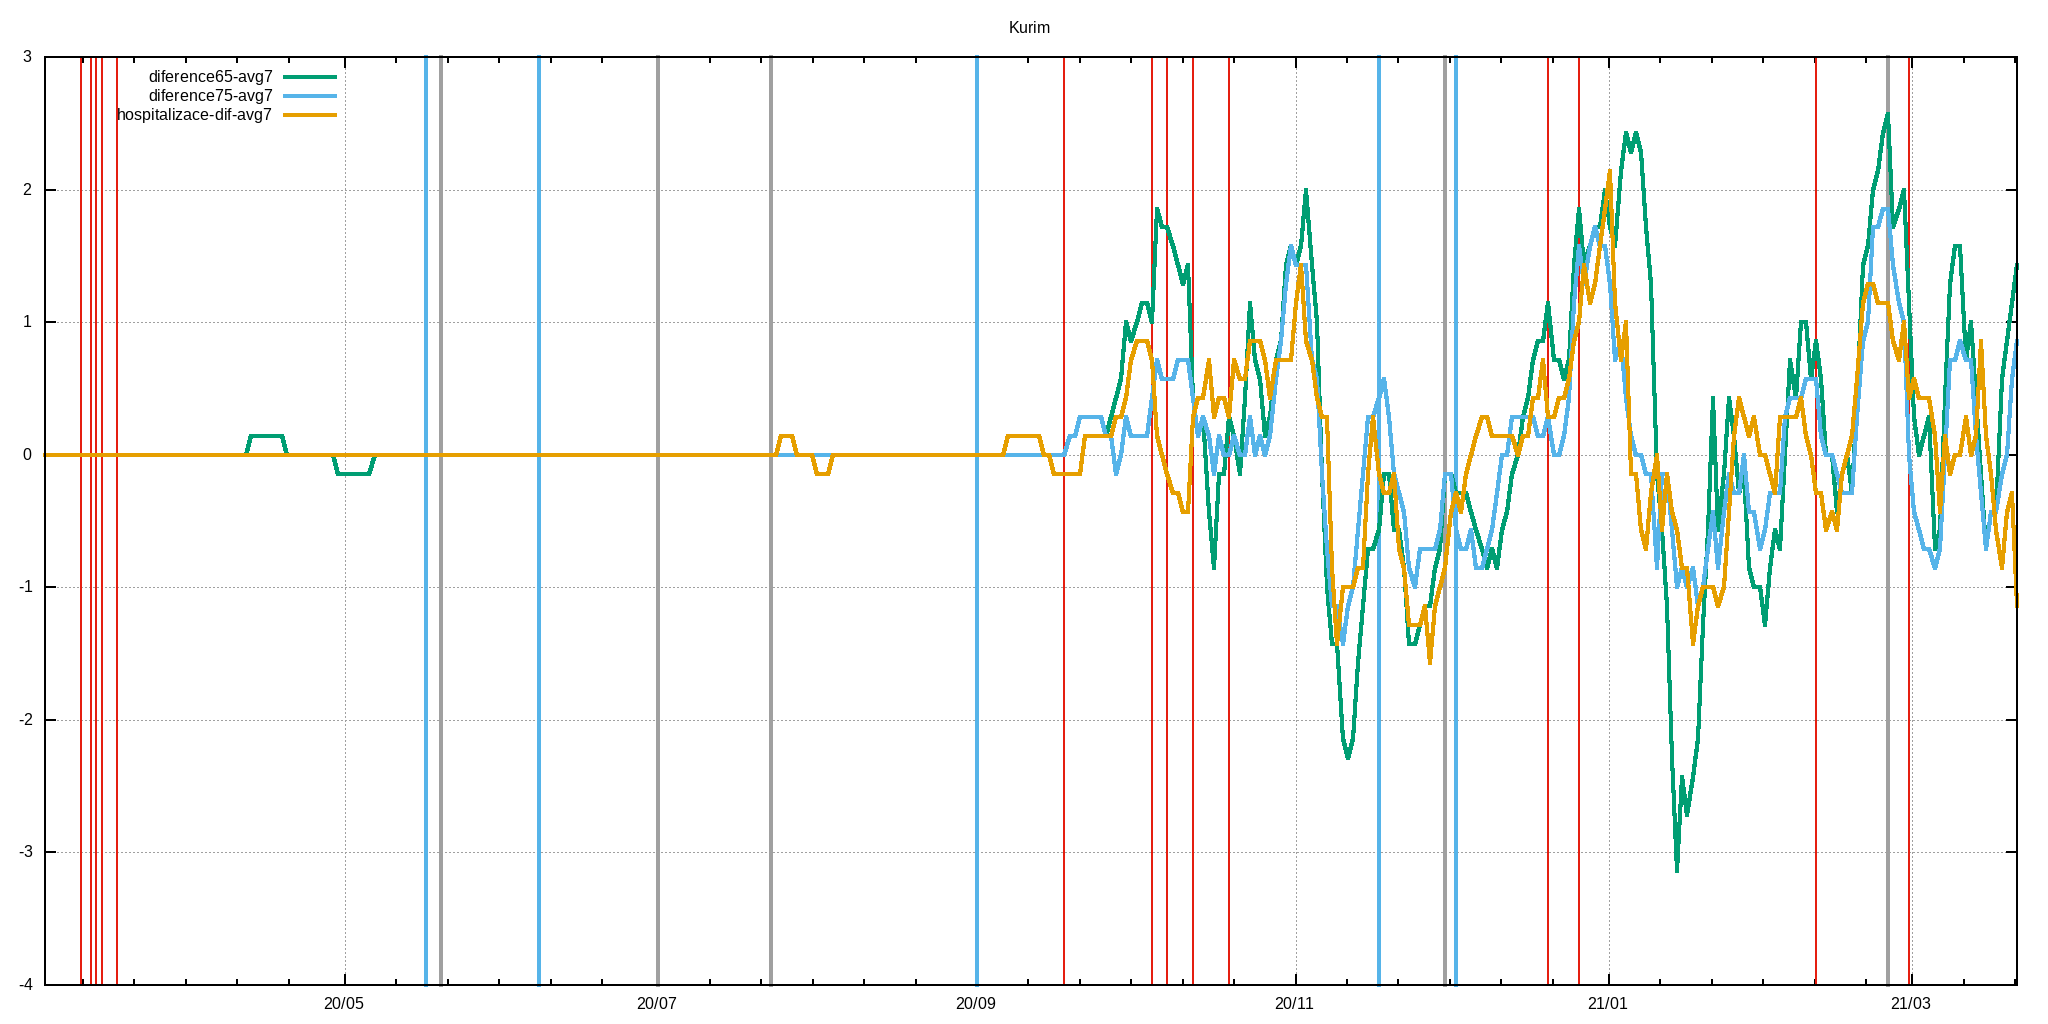 Kurim
diference65-avg7
diference75-avg7
hospitalizace-dif-avg7
3
2
1
0
-1
-2
-3
-4
20/05 20/07 20/09 20/11 21/01 21/03